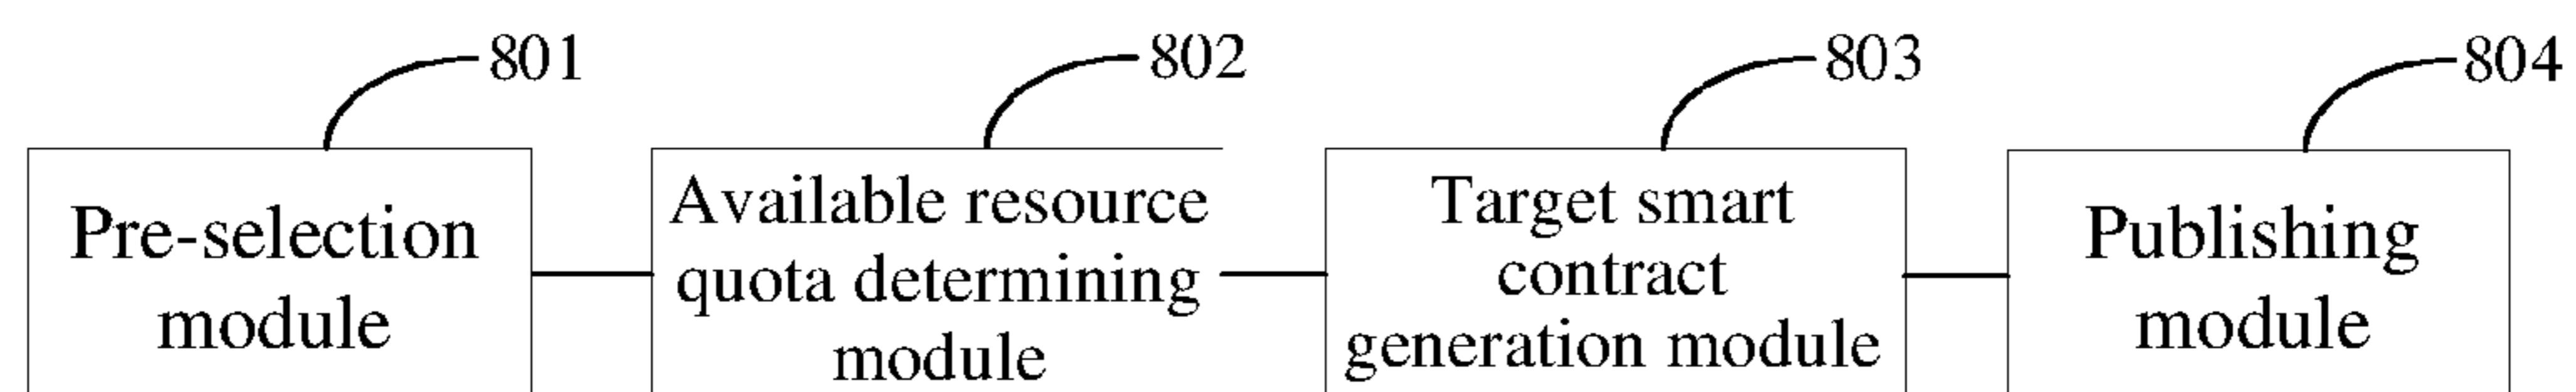 801
802
803
804
Pre-selection
module
Available resource
quota determining
module
Target smart
contract
generation module
Publishing
module